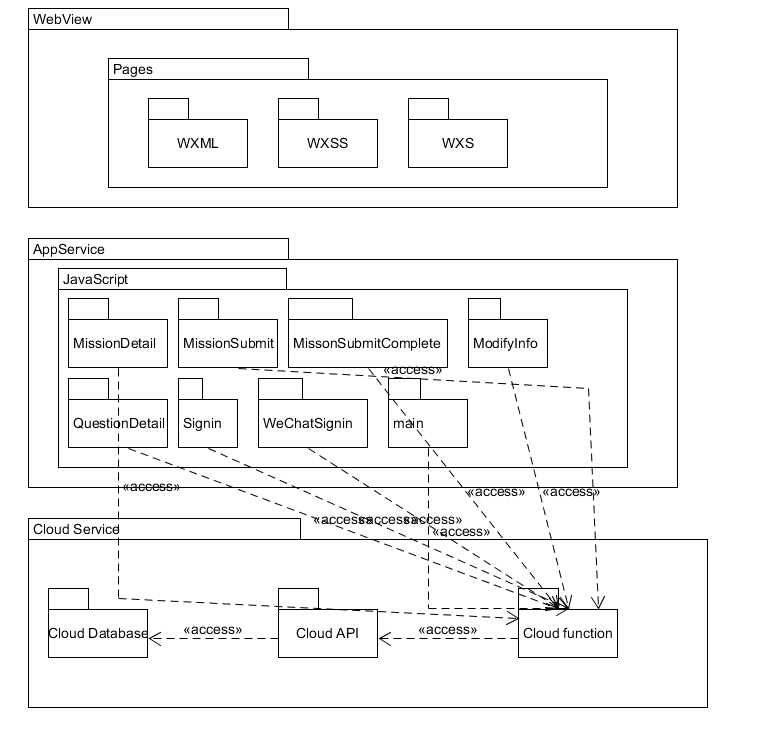 WebView
Pages
WXML
WXSS
WXS
AppService
JavaScript
MissionDetail
MissionSubmit
MissonSubmitComplete
ModifyInfo
«access»
QuestionDetail
Signin
WeChatSignin
main
«access»
«access»
«access»
«access»
«access»
«access»
«access»
Cloud Service
Cloud Database
«access»
Cloud API
«access»
Cloud function